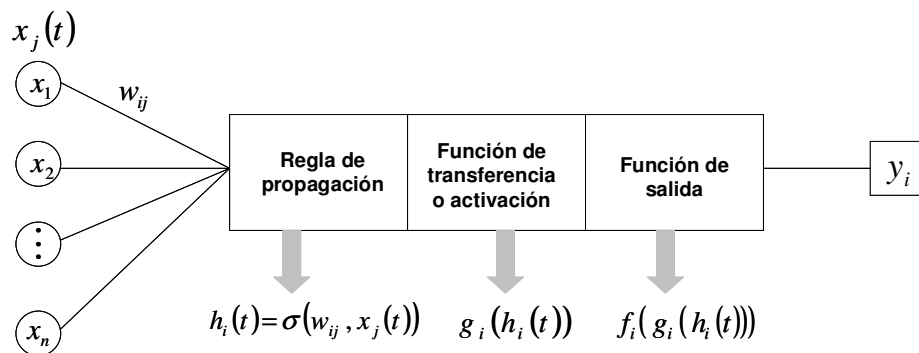 x_j(t)
x_1
w_ij
x_2
⋮
x_n
Regla de
propagación
Función de
transferencia
o activación
Función de
salida
y_i
h_i(t)=σ(w_ij, x_j(t))
g_i(h_i(t))
f_i(g_i(h_i(t)))